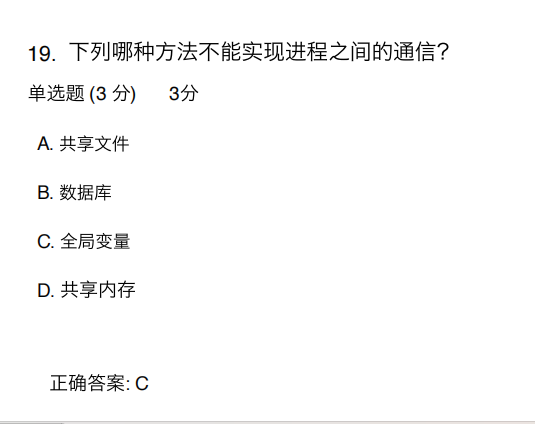 19. 下列哪种方法不能实现进程之间的通信?
单选题 (3 分) 3分
A. 共享文件
B. 数据库
C. 全局变量
D. 共享内存
正确答案: C